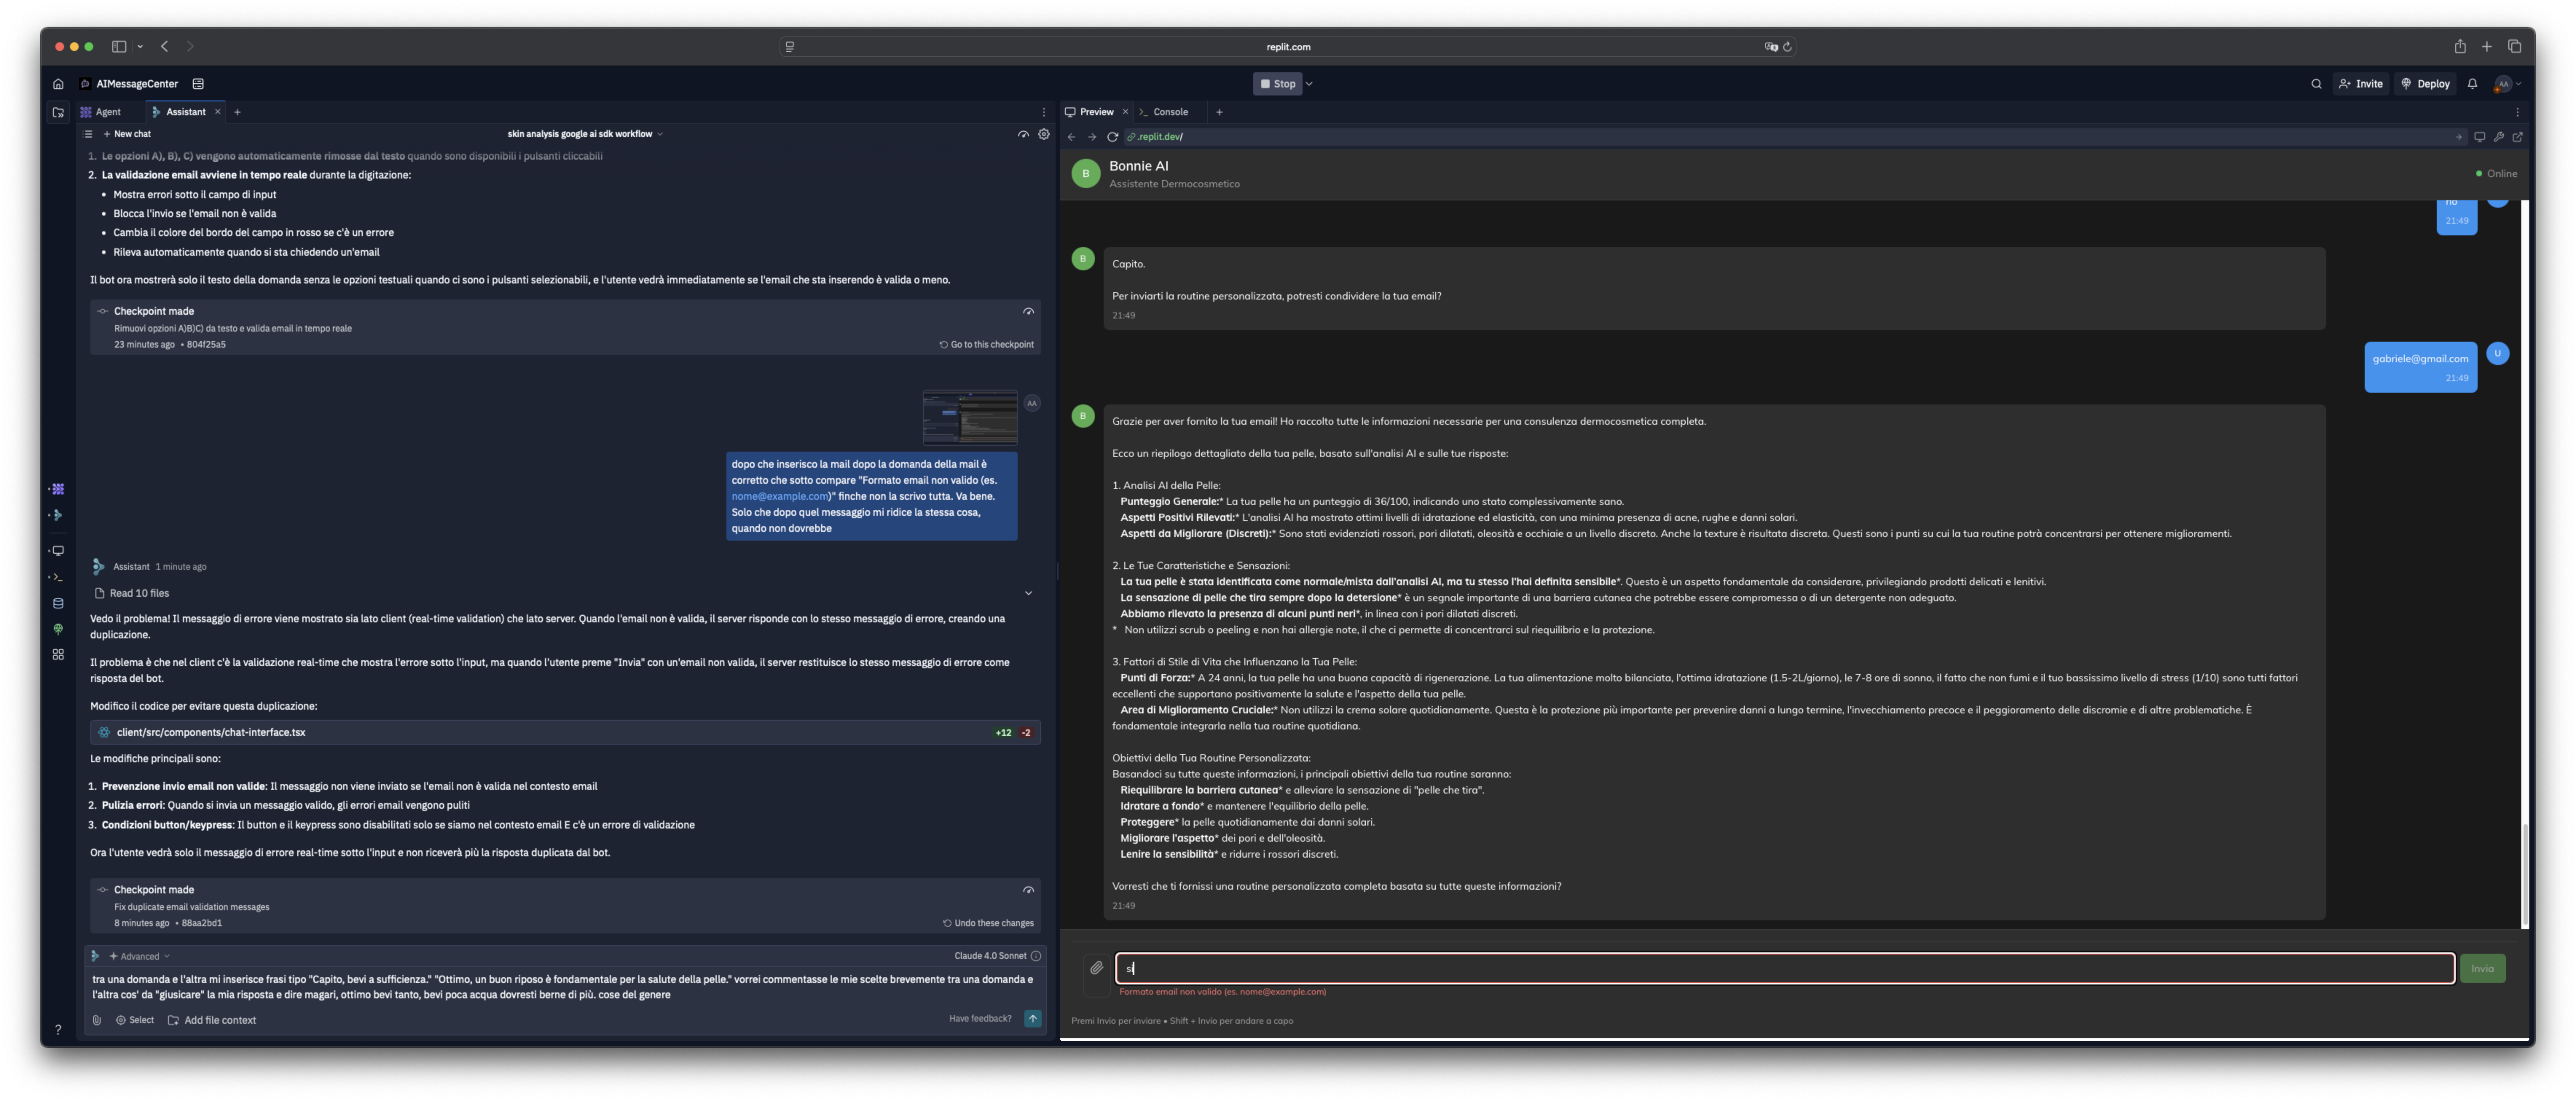 replit.com
AIMessageCenter
Stop
Invite
Deploy
AA
Agent
Assistant
New chat
skin analysis google ai sdk workflow
1. Le opzioni A), B), C) vengono automaticamente rimosse dal testo quando sono disponibili i pulsanti cliccabili
2. La validazione email avviene in tempo reale durante la digitazione:
• Mostra errori sotto il campo di input
• Blocca l'invio se l'email non è valida
• Cambia il colore del bordo del campo in rosso se c'è un errore
• Rileva automaticamente quando si sta chiedendo un'email
Il bot ora mostrerà solo il testo della domanda senza le opzioni testuali quando ci sono i pulsanti selezionabili, e l'utente vedrà immediatamente se l'email che sta inserendo è valida o meno.
Checkpoint made
Rimuovi opzioni A)B)C) da testo e valida email in tempo reale
23 minutes ago • 804f25a5
Go to this checkpoint
AA
dopo che inserisco la mail dopo la domanda della mail è
corretto che sotto compare "Formato email non valido (es.
nome@example.com)" finche non la scrivo tutta. Va bene.
Solo che dopo quel messaggio mi ridice la stessa cosa,
quando non dovrebbe
Assistant 1 minute ago
Read 10 files
Vedo il problema! Il messaggio di errore viene mostrato sia lato client (real-time validation) che lato server. Quando l'email non è valida, il server risponde con lo stesso messaggio di errore, creando una
duplicazione.
Il problema è che nel client c'è la validazione real-time che mostra l'errore sotto l'input, ma quando l'utente preme "Invia" con un'email non valida, il server restituisce lo stesso messaggio di errore come
risposta del bot.
Modifico il codice per evitare questa duplicazione:
client/src/components/chat-interface.tsx
+12 -2
Le modifiche principali sono:
1. Prevenzione invio email non valide: Il messaggio non viene inviato se l'email non è valida nel contesto email
2. Pulizia errori: Quando si invia un messaggio valido, gli errori email vengono puliti
3. Condizioni button/keypress: Il button e il keypress sono disabilitati solo se siamo nel contesto email E c'è un errore di validazione
Ora l'utente vedrà solo il messaggio di errore real-time sotto l'input e non riceverà più la risposta duplicata dal bot.
Checkpoint made
Fix duplicate email validation messages
8 minutes ago • 88aa2bd1
Undo these changes
Advanced
Claude 4.0 Sonnet
tra una domanda e l'altra mi inserisce frasi tipo "Capito, bevi a sufficienza." "Ottimo, un buon riposo è fondamentale per la salute della pelle." vorrei commentasse le mie scelte brevemente tra una domanda e
l'altra cos' da "giusicare" la mia risposta e dire magari, ottimo bevi tanto, bevi poca acqua dovresti berne di più. cose del genere
Select
Add file context
Have feedback?
?
Preview
Console
.replit.dev/
B
Bonnie AI
Assistente Dermocosmetico
Online
no
21:49
B
Capito.
Per inviarti la routine personalizzata, potresti condividere la tua email?
21:49
gabriele@gmail.com
21:49
U
B
Grazie per aver fornito la tua email! Ho raccolto tutte le informazioni necessarie per una consulenza dermocosmetica completa.
Ecco un riepilogo dettagliato della tua pelle, basato sull'analisi AI e sulle tue risposte:
1. Analisi AI della Pelle:
Punteggio Generale:* La tua pelle ha un punteggio di 36/100, indicando uno stato complessivamente sano.
Aspetti Positivi Rilevati:* L'analisi AI ha mostrato ottimi livelli di idratazione ed elasticità, con una minima presenza di acne, rughe e danni solari.
Aspetti da Migliorare (Discreti):* Sono stati evidenziati rossori, pori dilatati, oleosità e occhiaie a un livello discreto. Anche la texture è risultata discreta. Questi sono i punti su cui la tua routine potrà concentrarsi per ottenere miglioramenti.
2. Le Tue Caratteristiche e Sensazioni:
La tua pelle è stata identificata come normale/mista dall'analisi AI, ma tu stesso l'hai definita sensibile*. Questo è un aspetto fondamentale da considerare, privilegiando prodotti delicati e lenitivi.
La sensazione di pelle che tira sempre dopo la detersione* è un segnale importante di una barriera cutanea che potrebbe essere compromessa o di un detergente non adeguato.
Abbiamo rilevato la presenza di alcuni punti neri*, in linea con i pori dilatati discreti.
* Non utilizzi scrub o peeling e non hai allergie note, il che ci permette di concentrarci sul riequilibrio e la protezione.
3. Fattori di Stile di Vita che Influenzano la Tua Pelle:
Punti di Forza:* A 24 anni, la tua pelle ha una buona capacità di rigenerazione. La tua alimentazione molto bilanciata, l'ottima idratazione (1.5-2L/giorno), le 7-8 ore di sonno, il fatto che non fumi e il tuo bassissimo livello di stress (1/10) sono tutti fattori
eccellenti che supportano positivamente la salute e l'aspetto della tua pelle.
Area di Miglioramento Cruciale:* Non utilizzi la crema solare quotidianamente. Questa è la protezione più importante per prevenire danni a lungo termine, l'invecchiamento precoce e il peggioramento delle discromie e di altre problematiche. È
fondamentale integrarla nella tua routine quotidiana.
Obiettivi della Tua Routine Personalizzata:
Basandoci su tutte queste informazioni, i principali obiettivi della tua routine saranno:
Riequilibrare la barriera cutanea* e alleviare la sensazione di "pelle che tira".
Idratare a fondo* e mantenere l'equilibrio della pelle.
Proteggere* la pelle quotidianamente dai danni solari.
Migliorare l'aspetto* dei pori e dell'oleosità.
Lenire la sensibilità* e ridurre i rossori discreti.
Vorresti che ti fornissi una routine personalizzata completa basata su tutte queste informazioni?
21:49
si
Invia
Formato email non valido (es. nome@example.com)
Premi Invio per inviare • Shift + Invio per andare a capo